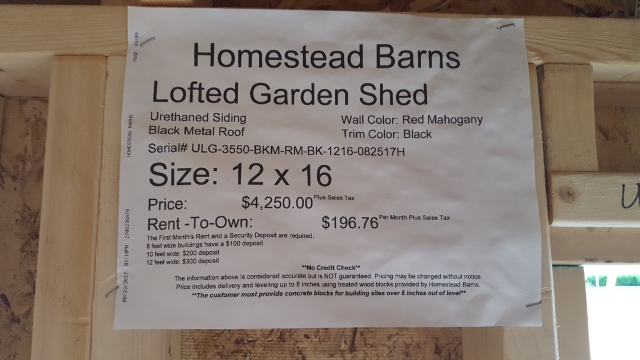 Homestead Barns
Lofted Garden Shed
Urethaned Siding Wall Color: Red Mahogany
Black Metal Roof Trim Color: Black
Serial# ULG-3550-BKM-RM-BK-1216-082517H
Size: 12 x 16
Price: $4,250.00 Plus Sales Tax
Rent -To-Own: $196.76 Per Month Plus Sales Tax
The First Month's Rent and a Security Deposit are required.
8 feet wide buildings have a $100 deposit
10 feet wide: $200 deposit
12 feet wide: $300 deposit
**No Credit Check**
The information above is considered accurate but is NOT guaranteed. Pricing may be charged without notice.
Price includes delivery and leveling up to 8 inches using treated wood blocks provided by Homestead Barns.
**The customer must provide concrete blocks for building sites over 8 inches out of level**
HOMESTEAD BARNS